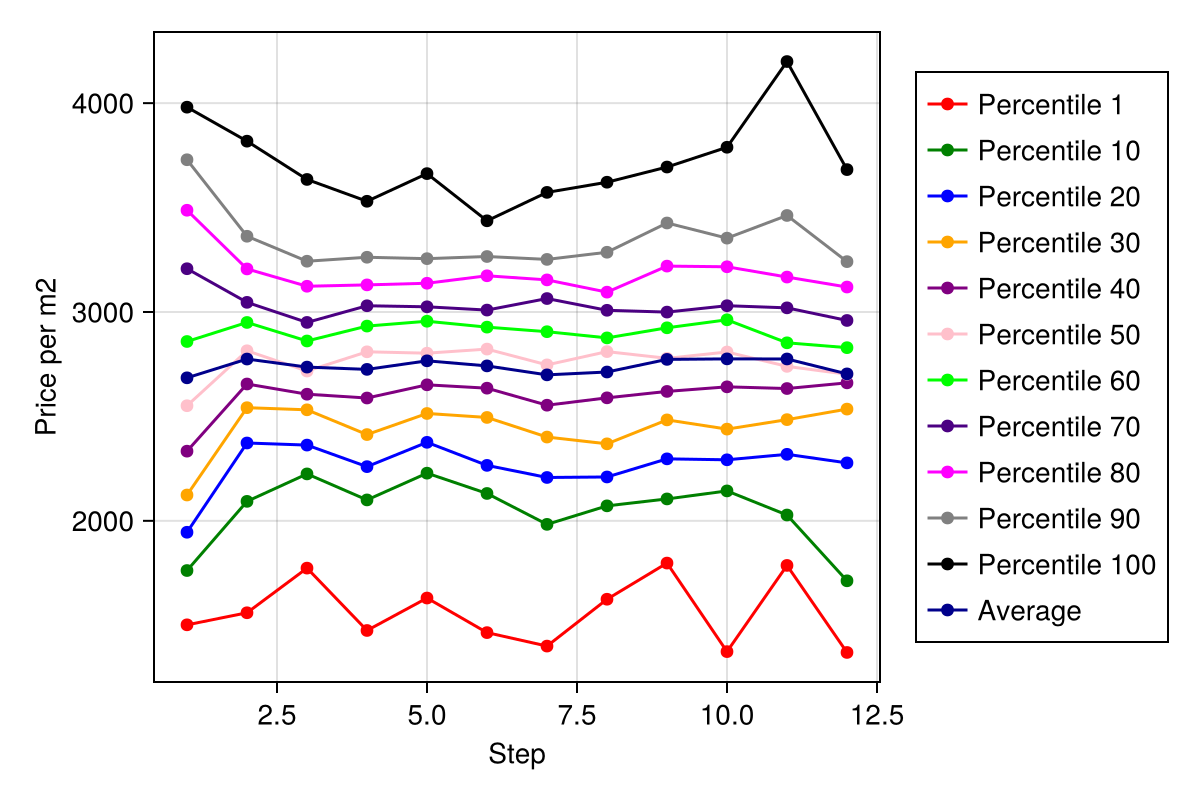 Price per m2
4000
3000
2000
2.5
5.0
7.5
10.0
12.5
Step
Percentile 1
Percentile 10
Percentile 20
Percentile 30
Percentile 40
Percentile 50
Percentile 60
Percentile 70
Percentile 80
Percentile 90
Percentile 100
Average